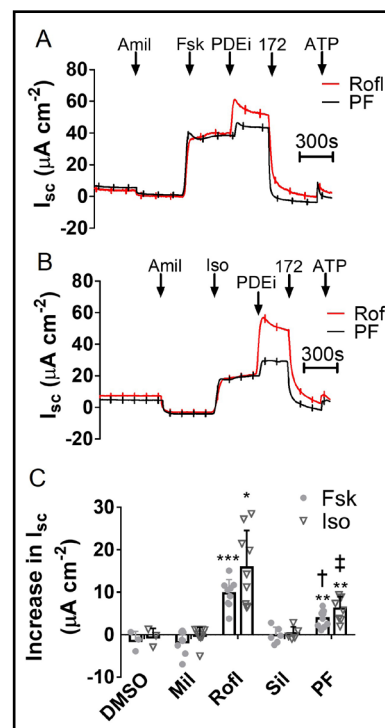 A
Amil Fsk PDEi 172 ATP
Rofl
PF
300s
80
60
40
20
0
-20
Isc (μA cm-2)
B
Amil Iso PDEi 172 ATP
Rofl
PF
300s
80
60
40
20
0
-20
Isc (μA cm-2)
C
Fsk
Iso
30
20
10
0
-10
Increase in Isc
(μA cm-2)
***
*
†
**
‡
**
DMSO Mil Rofl Sil PF